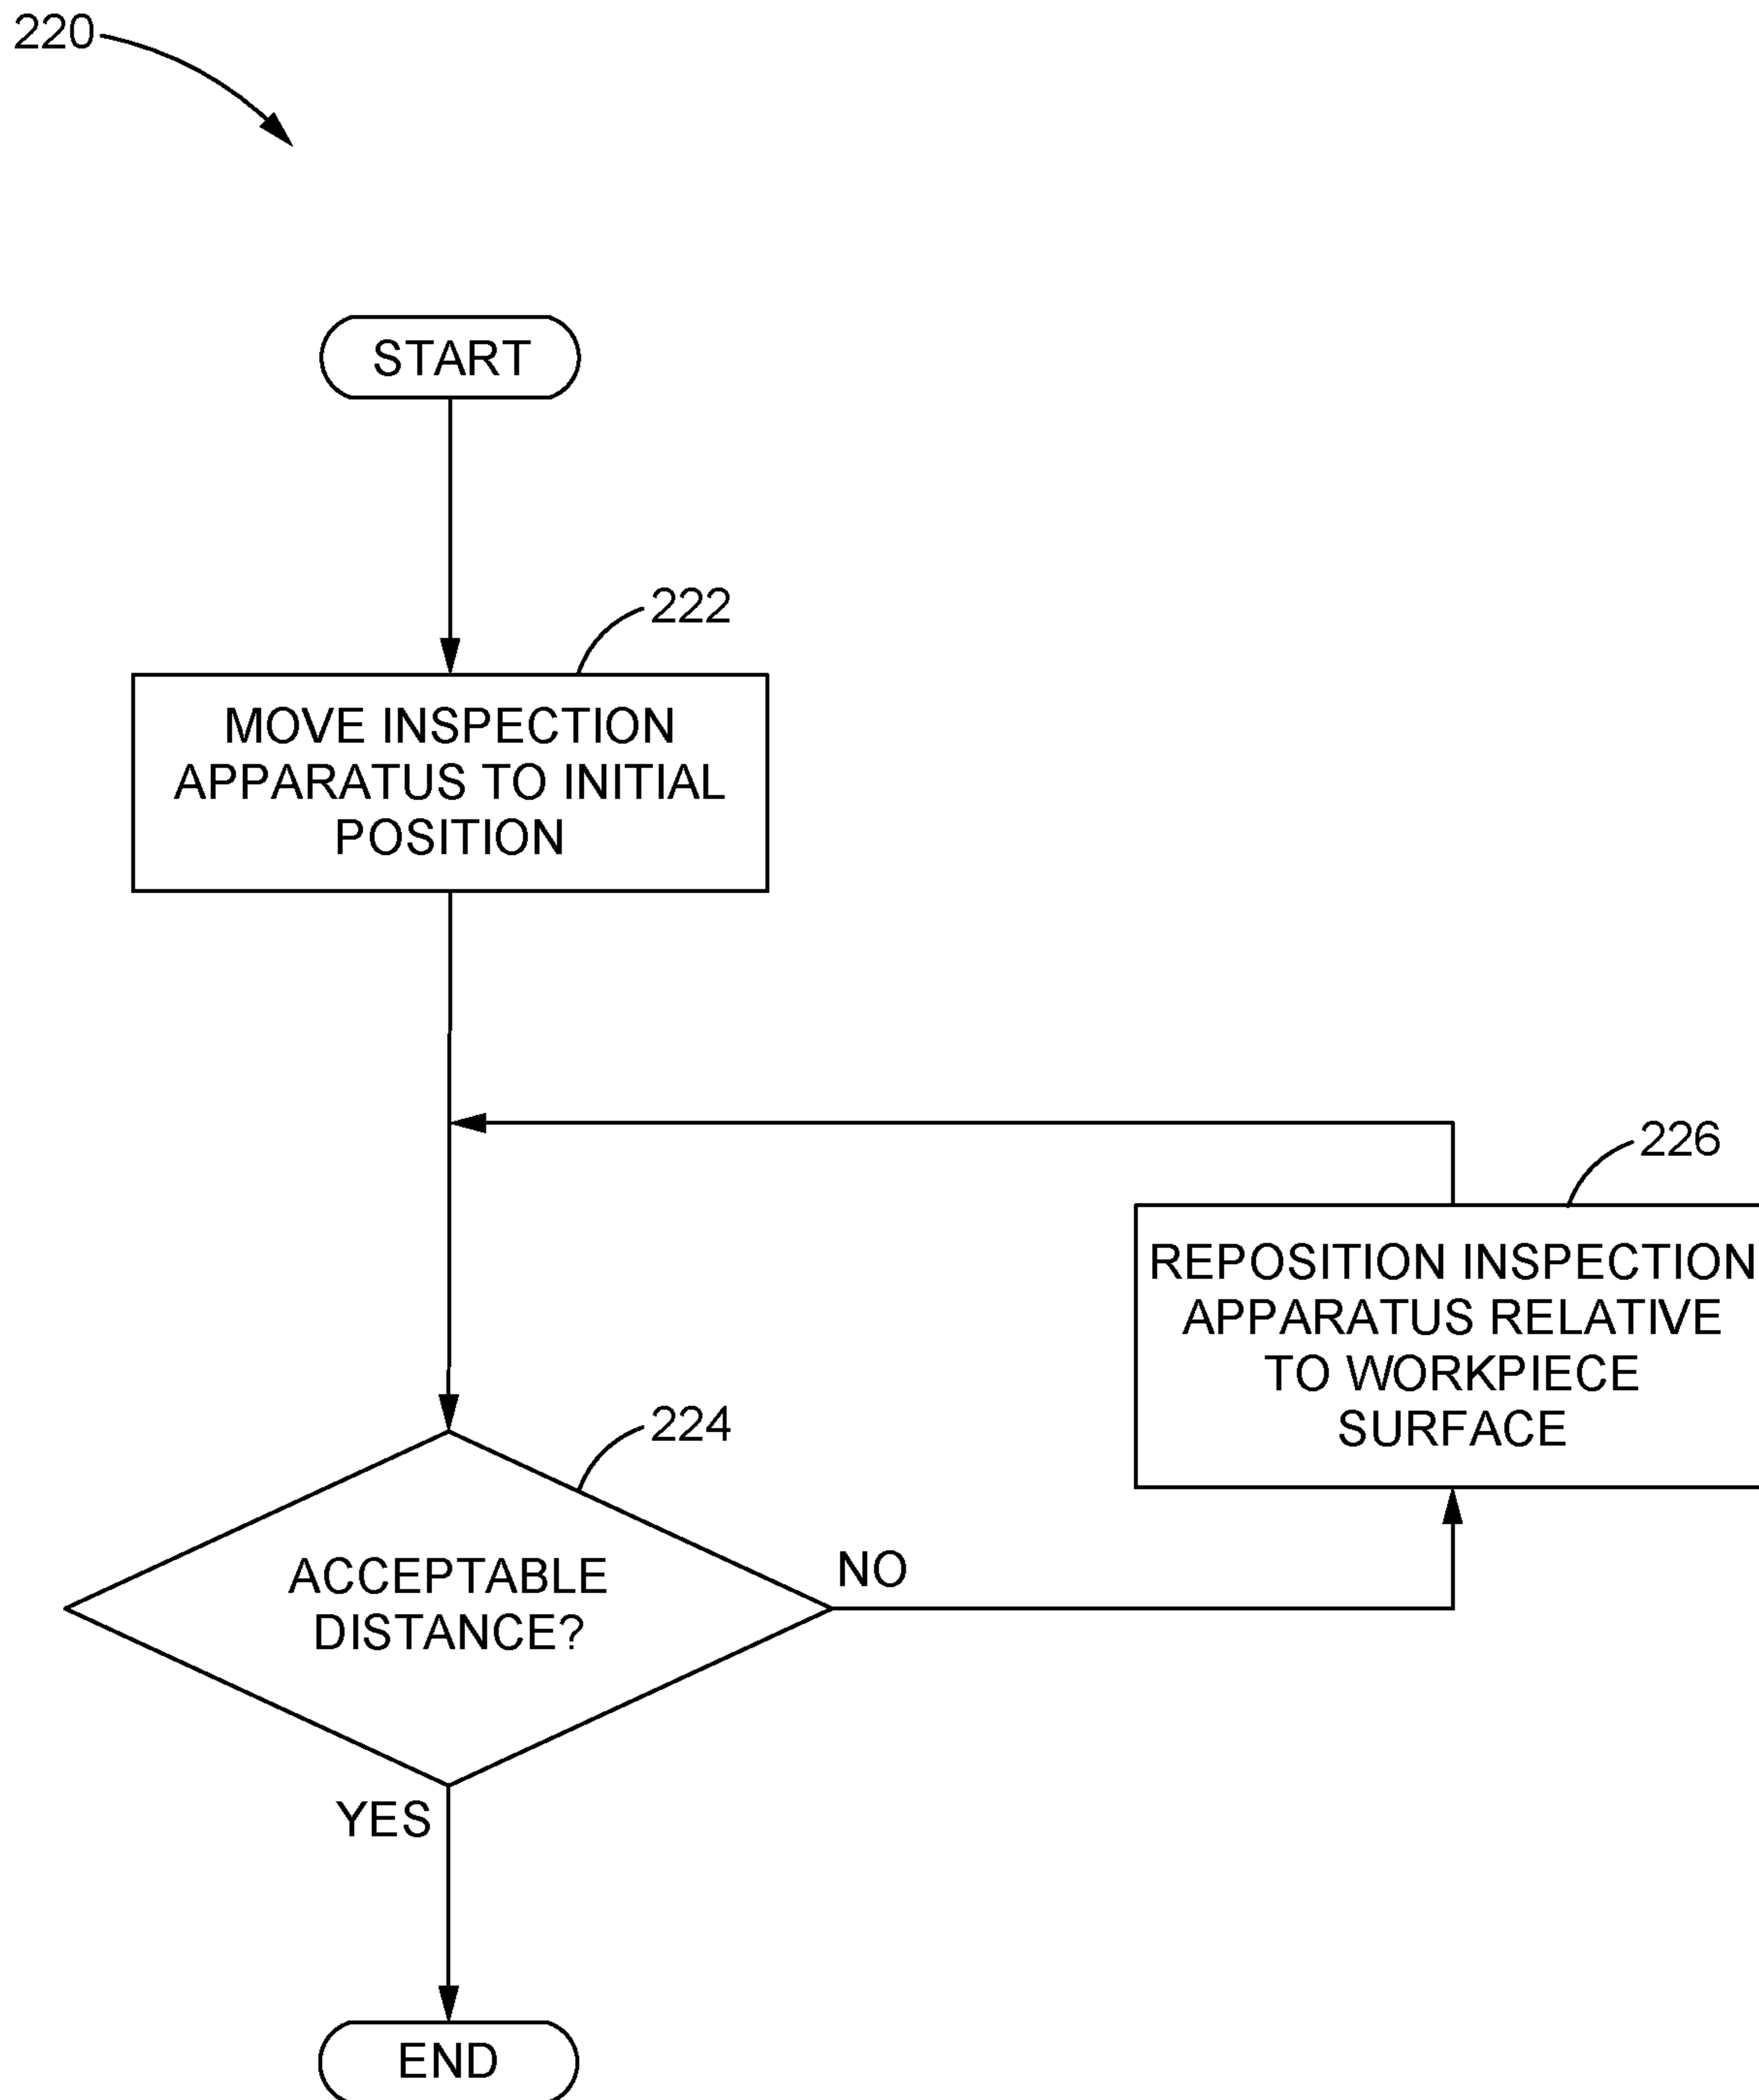 220
START
222
MOVE INSPECTION
APPARATUS TO INITIAL
POSITION
226
REPOSITION INSPECTION
APPARATUS RELATIVE
TO WORKPIECE
SURFACE
224
ACCEPTABLE
DISTANCE?
NO
YES
END